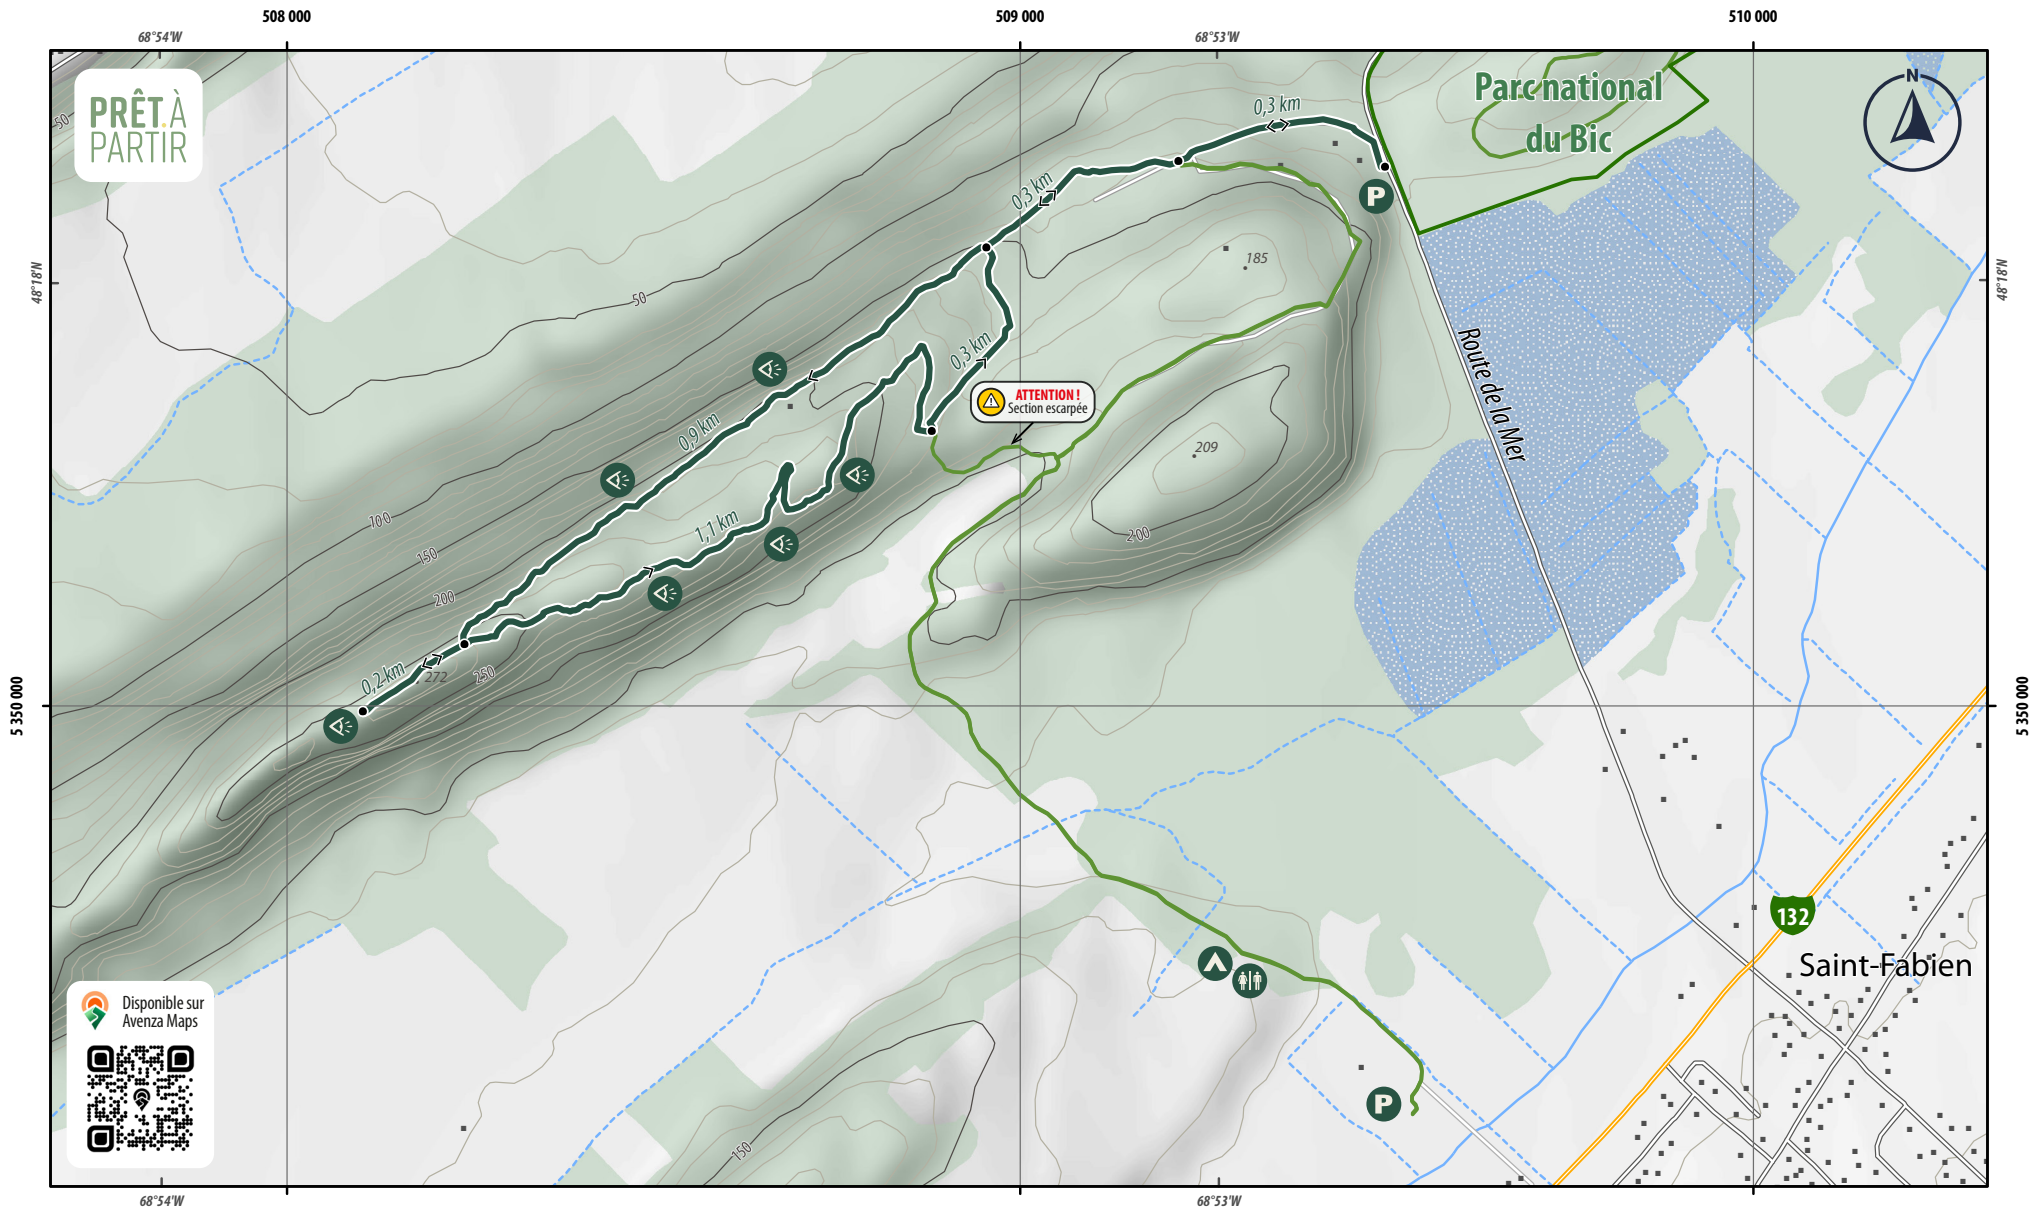 508 000
509 000
510 000
68°54'W
68°53'W
PRÊT À
PARTIR
50
0,3 km
Parc national
du Bic
N
P
0,3 km
48°18'N
48°18'N
185
50
0,3 km
Route de la Mer
ATTENTION !
Section escarpée
0,9 km
209
100
1,1 km
200
150
200
0,2 km
272
250
5 350 000
5 350 000
132
Saint-Fabien
Disponible sur
Avenza Maps
P
150
68°54'W
68°53'W